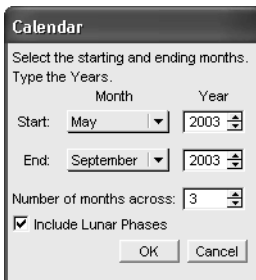 Calendar
Select the starting and ending months.
Type the Years.
Month Year
Start: May 2003
End: September 2003
Number of months across: 3
Include Lunar Phases
OK Cancel